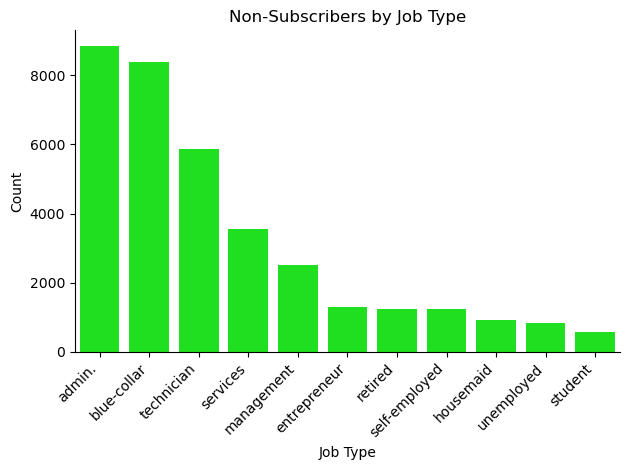 Non-Subscribers by Job Type
Count
8000
6000
4000
2000
0
admin.
blue-collar
technician
services
management
entrepreneur
retired
self-employed
housemaid
unemployed
student
Job Type